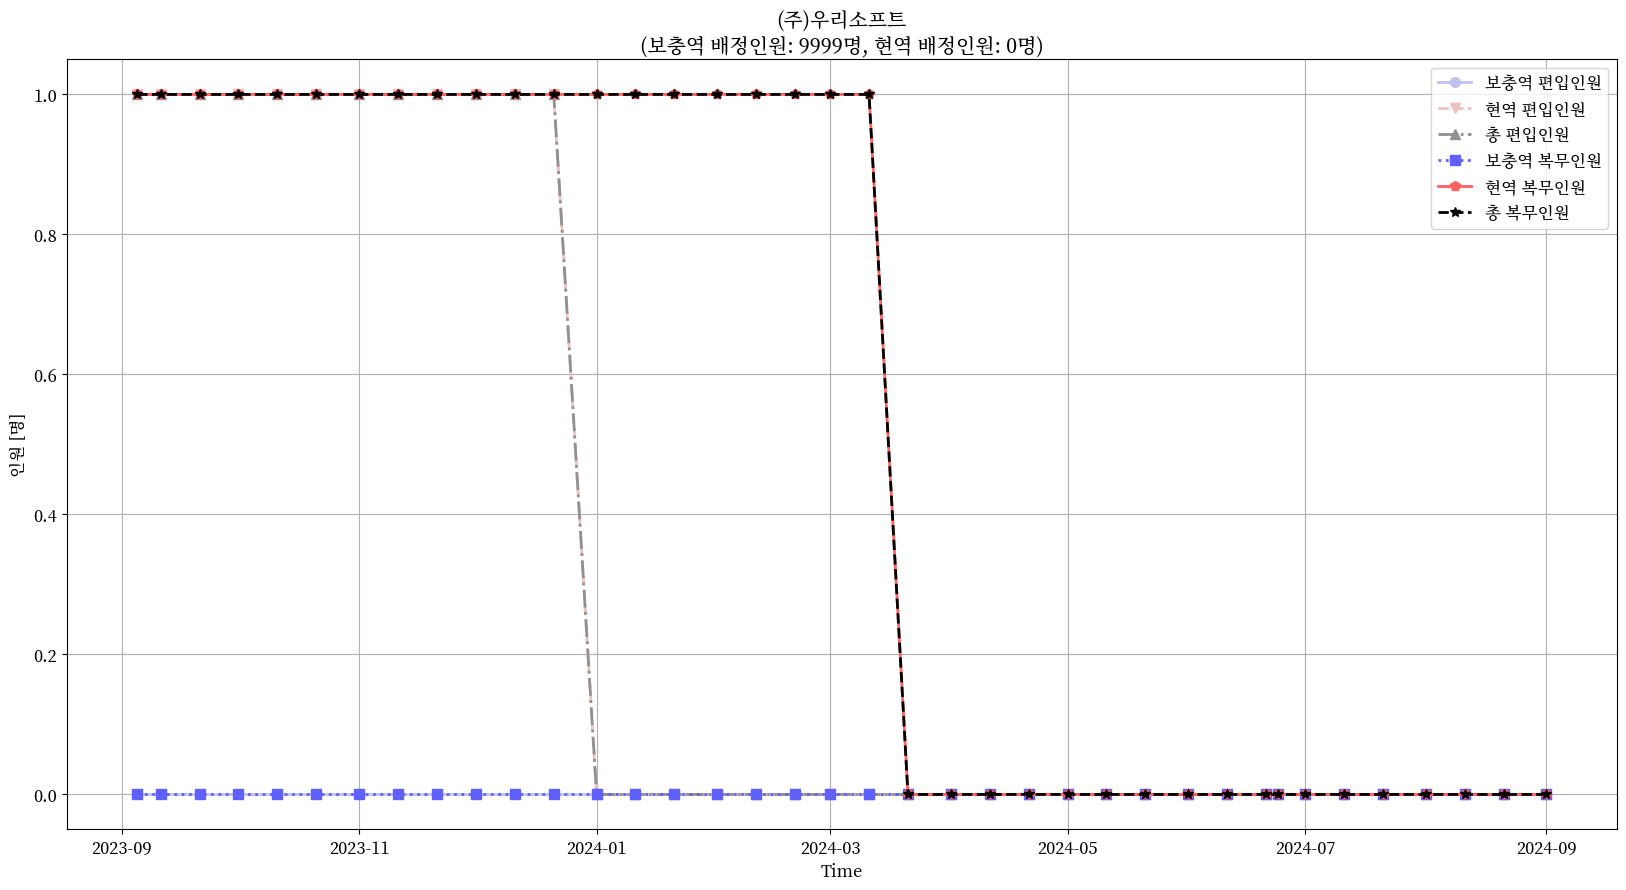 (주)우리소프트
(보충역 배정인원: 9999명, 현역 배정인원: 0명)
보충역 편입인원
현역 편입인원
총 편입인원
보충역 복무인원
현역 복무인원
총 복무인원
인원 [명]
1.0
0.8
0.6
0.4
0.2
0.0
2023-09
2023-11
2024-01
2024-03
2024-05
2024-07
2024-09
Time